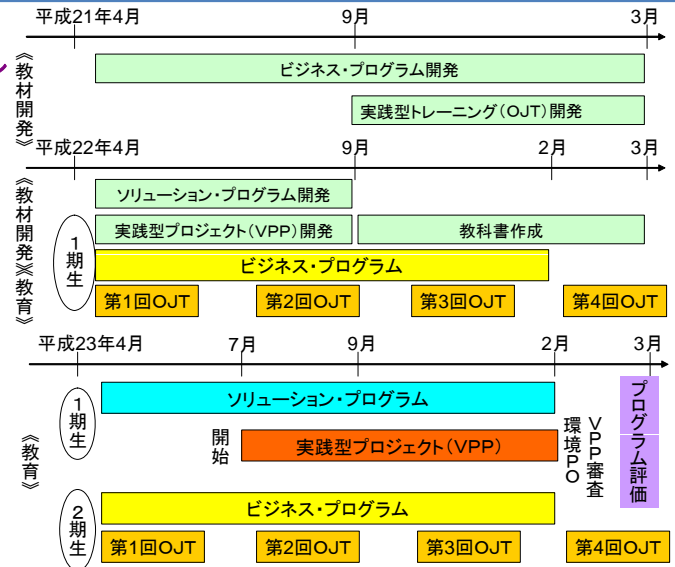 平成21年4月 9月 3月
《教材開発》
ビジネス・プログラム開発
実践型トレーニング(OJT)開発
平成22年4月 9月 2月 3月
《教材開発》《教育》
1期生
ソリューション・プログラム開発
実践型プロジェクト(VPP)開発 教科書作成
ビジネス・プログラム
第1回OJT 第2回OJT 第3回OJT 第4回OJT
平成23年4月 7月 9月 2月 3月
《教育》
1期生
ソリューション・プログラム
開始
実践型プロジェクト(VPP)
VPP審査
環境PO
プログラム評価
2期生
ビジネス・プログラム
第1回OJT 第2回OJT 第3回OJT 第4回OJT